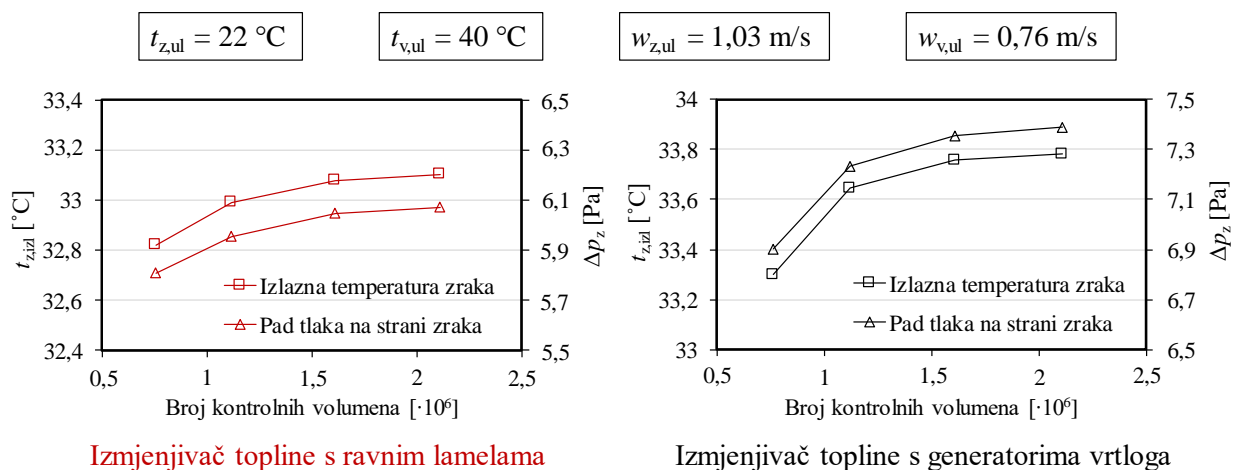 t_z,ul = 22 °C
t_v,ul = 40 °C
w_z,ul = 1,03 m/s
w_v,ul = 0,76 m/s
33,4
33,2
33
32,8
32,6
32,4
t_z,izl [°C]
6,5
6,3
6,1
5,9
5,7
5,5
Δp_z [Pa]
Izlazna temperatura zraka
Pad tlaka na strani zraka
0,5 1 1,5 2 2,5
Broj kontrolnih volumena [·10⁶]
Izmjenjivač topline s ravnim lamelama
34
33,8
33,6
33,4
33,2
33
t_z,izl [°C]
7,5
7,3
7,1
6,9
6,7
6,5
Δp_z [Pa]
Izlazna temperatura zraka
Pad tlaka na strani zraka
0,5 1 1,5 2 2,5
Broj kontrolnih volumena [·10⁶]
Izmjenjivač topline s generatorima vrtloga